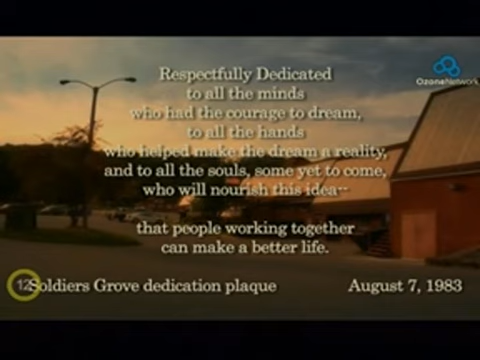 OzoneNetwork
Respectfully Dedicated
to all the minds
who had the courage to dream,
to all the hands
who helped make the dream a reality,
and to all the souls, some yet to come,
who will nourish this idea--
that people working together
can make a better life.
12
Soldiers Grove dedication plaque August 7, 1983